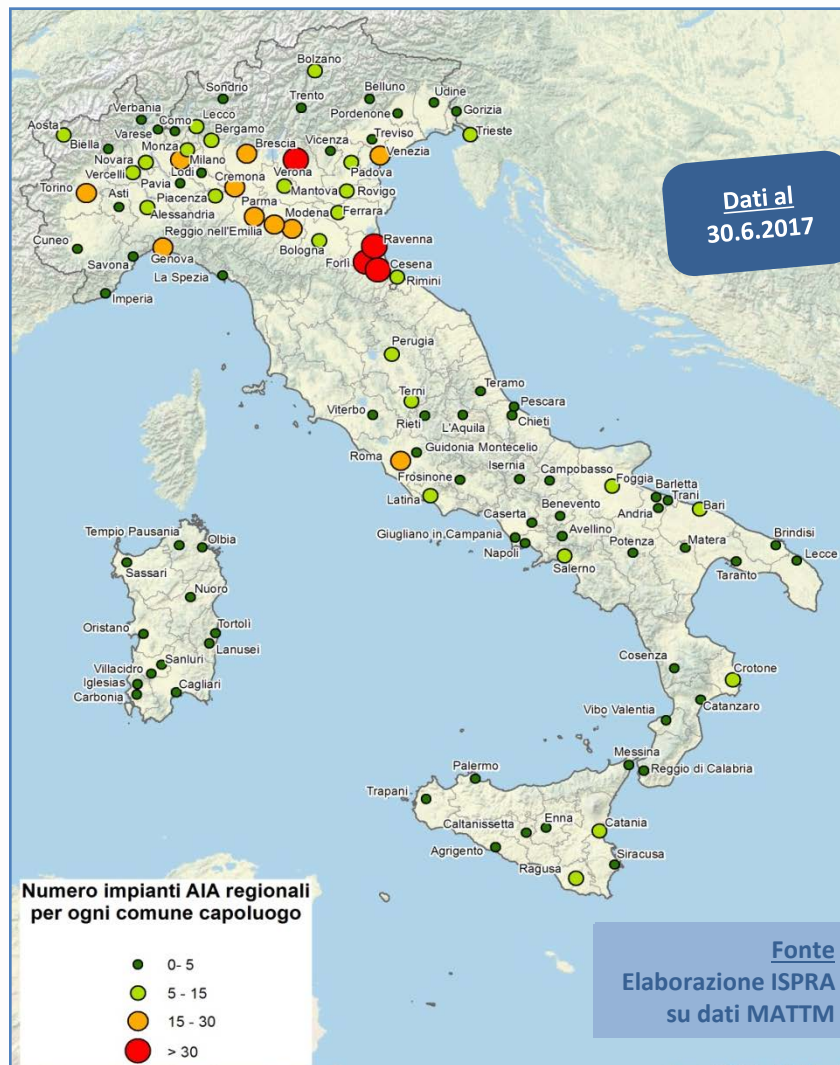 Bolzano
Sondrio
Belluno
Udine
Trento
Verbania
Pordenone
Gorizia
Como
Lecco
Aosta
Varese
Bergamo
Treviso
Trieste
Biella
Monza
Brescia
Vicenza
Venezia
Novara
Milano
Lodi
Verona
Padova
Vercelli
Cremona
Torino
Pavia
Mantova
Rovigo
Asti
Piacenza
Parma
Modena
Ferrara
Alessandria
Reggio nell'Emilia
Cuneo
Bologna
Ravenna
Savona
Genova
Forlì
Cesena
La Spezia
Rimini
Imperia
Dati al
30.6.2017
Perugia
Teramo
Terni
Pescara
Viterbo
Rieti
L'Aquila
Chieti
Guidonia Montecelio
Roma
Isernia
Campobasso
Frosinone
Foggia
Barletta
Trani
Latina
Benevento
Bari
Caserta
Andria
Tempio Pausania
Avellino
Brindisi
Giugliano in Campania
Potenza
Matera
Olbia
Napoli
Lecce
Sassari
Salerno
Taranto
Nuoro
Oristano
Tortolì
Lanusei
Sanluri
Cosenza
Villacidro
Crotone
Iglesias
Cagliari
Carbonia
Catanzaro
Vibo Valentia
Messina
Palermo
Reggio di Calabria
Trapani
Enna
Caltanissetta
Catania
Agrigento
Siracusa
Ragusa
Numero impianti AIA regionali
per ogni comune capoluogo
0- 5
5 - 15
15 - 30
> 30
Fonte
Elaborazione ISPRA
su dati MATTM